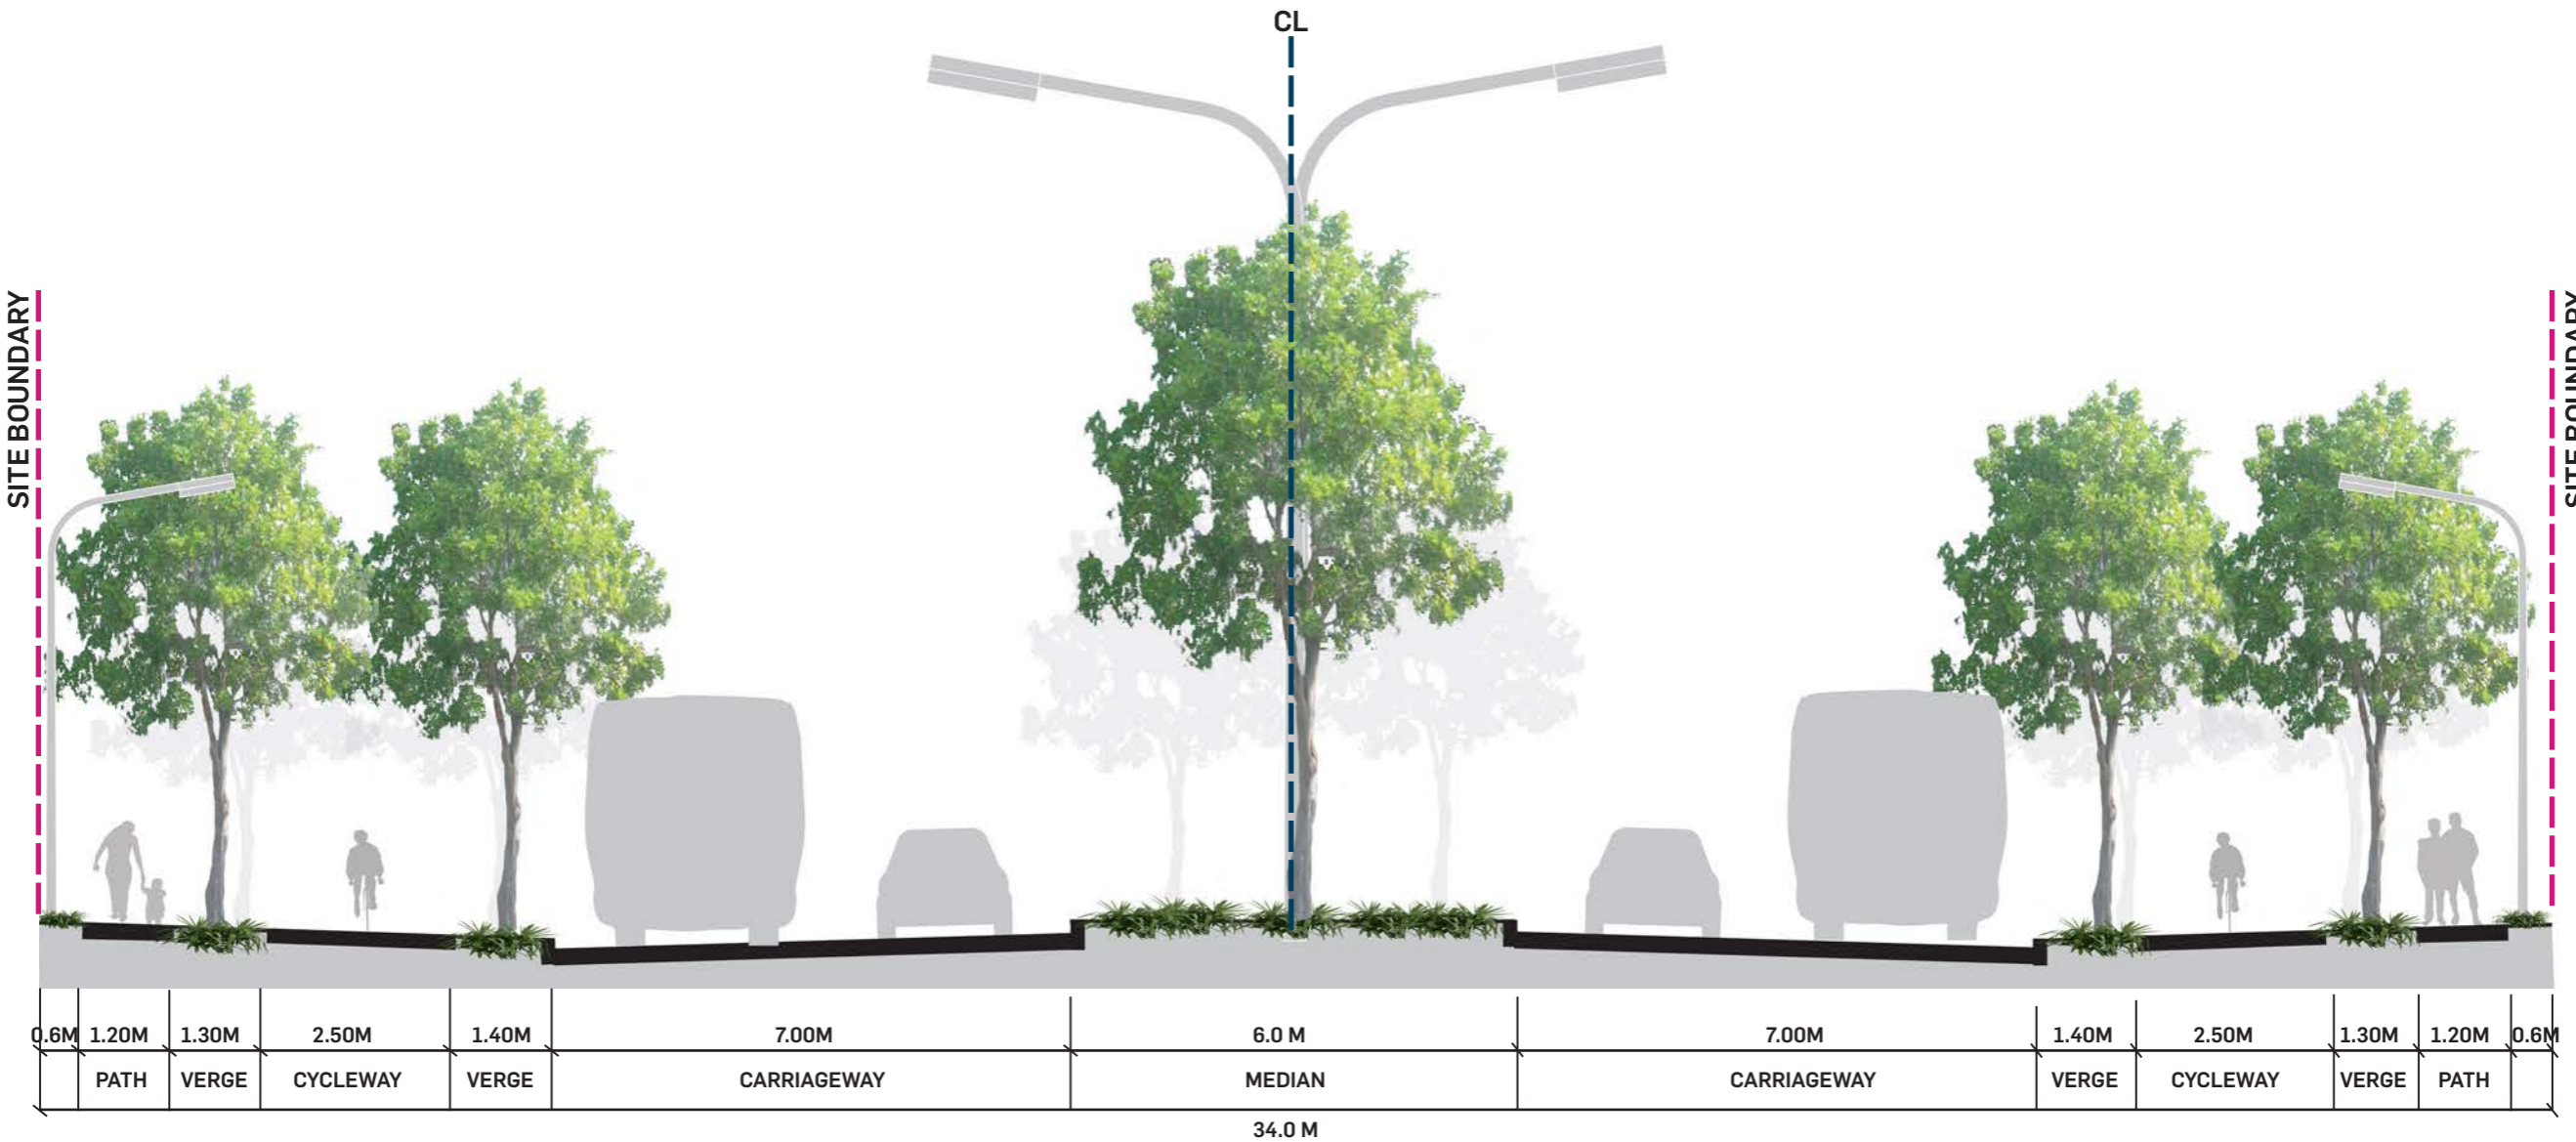 CL
SITE BOUNDARY
SITE BOUNDARY
0.6M 1.20M 1.30M 2.50M 1.40M 7.00M 6.0 M 7.00M 1.40M 2.50M 1.30M 1.20M 0.6M
PATH VERGE CYCLEWAY VERGE CARRIAGEWAY MEDIAN CARRIAGEWAY VERGE CYCLEWAY VERGE PATH
34.0 M